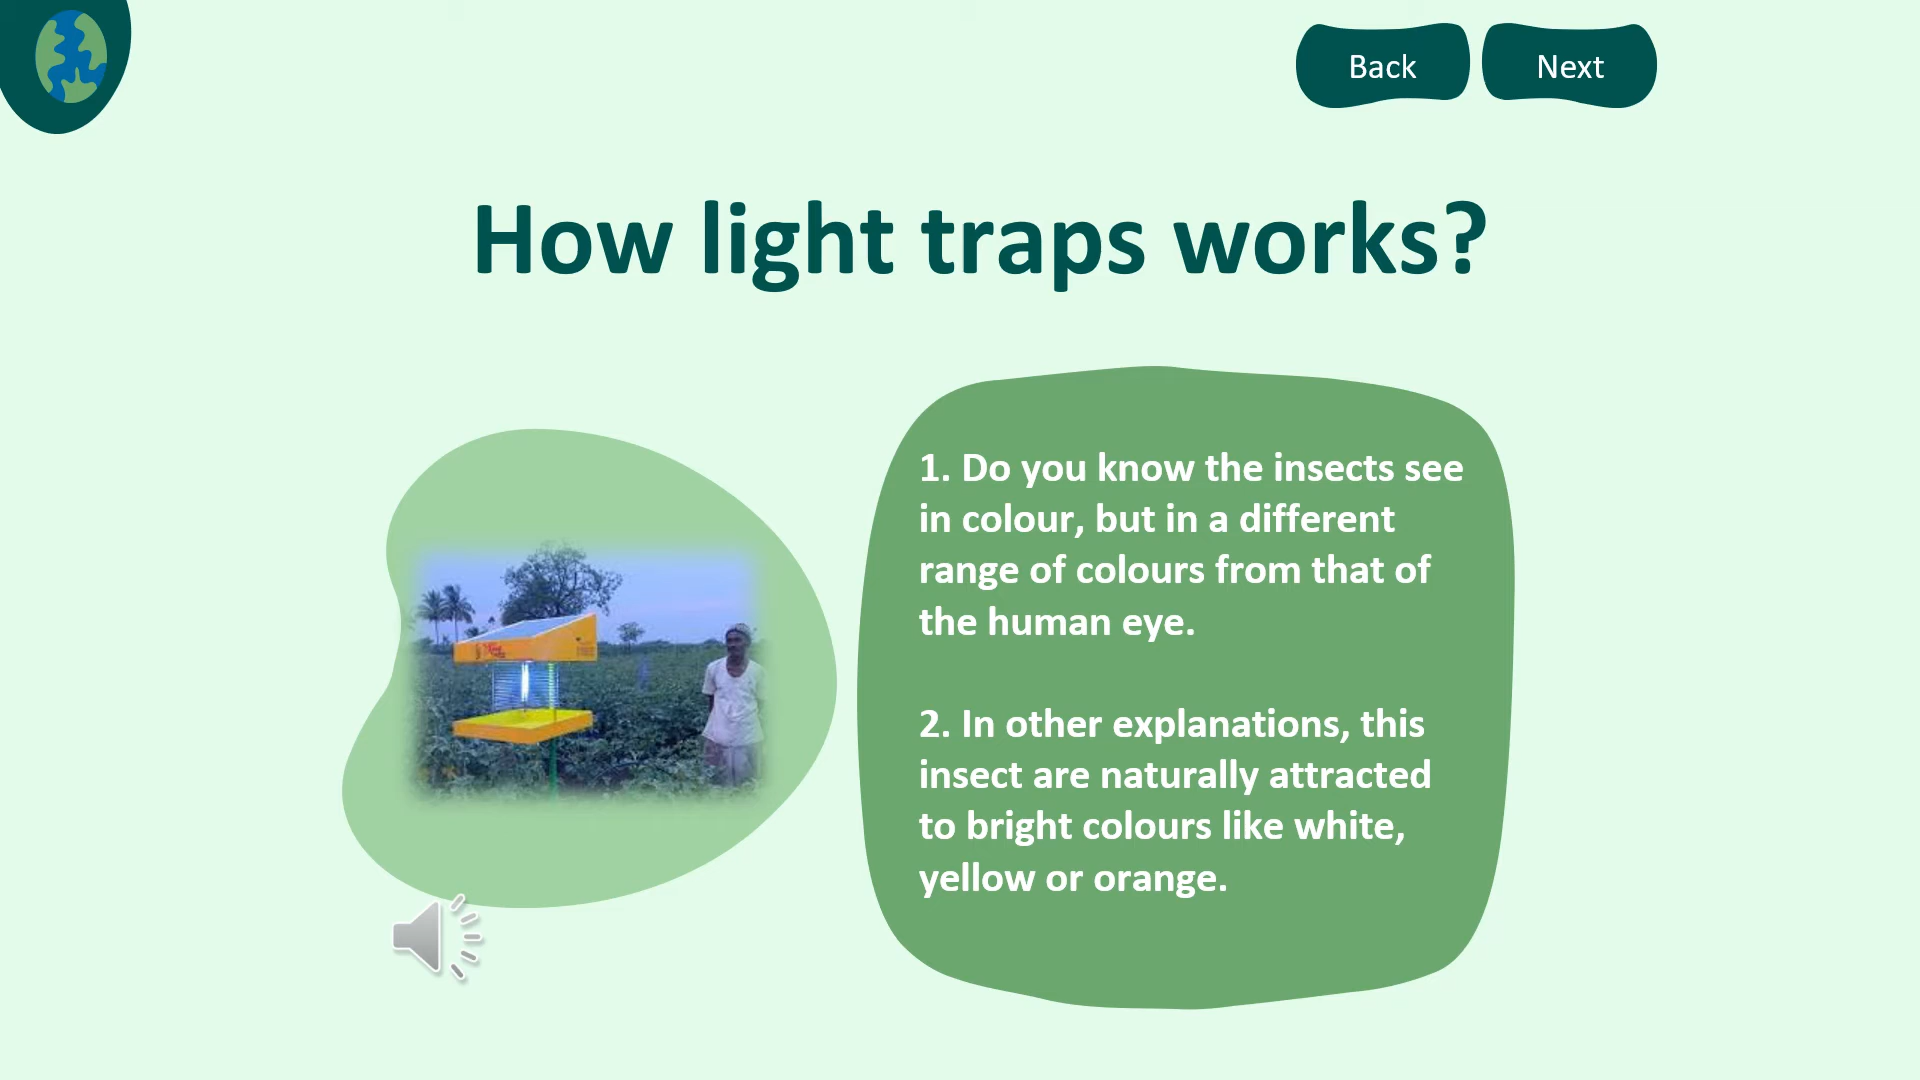 Back
Next
How light traps works?
1. Do you know the insects see
in colour, but in a different
range of colours from that of
the human eye.
2. In other explanations, this
insect are naturally attracted
to bright colours like white,
yellow or orange.